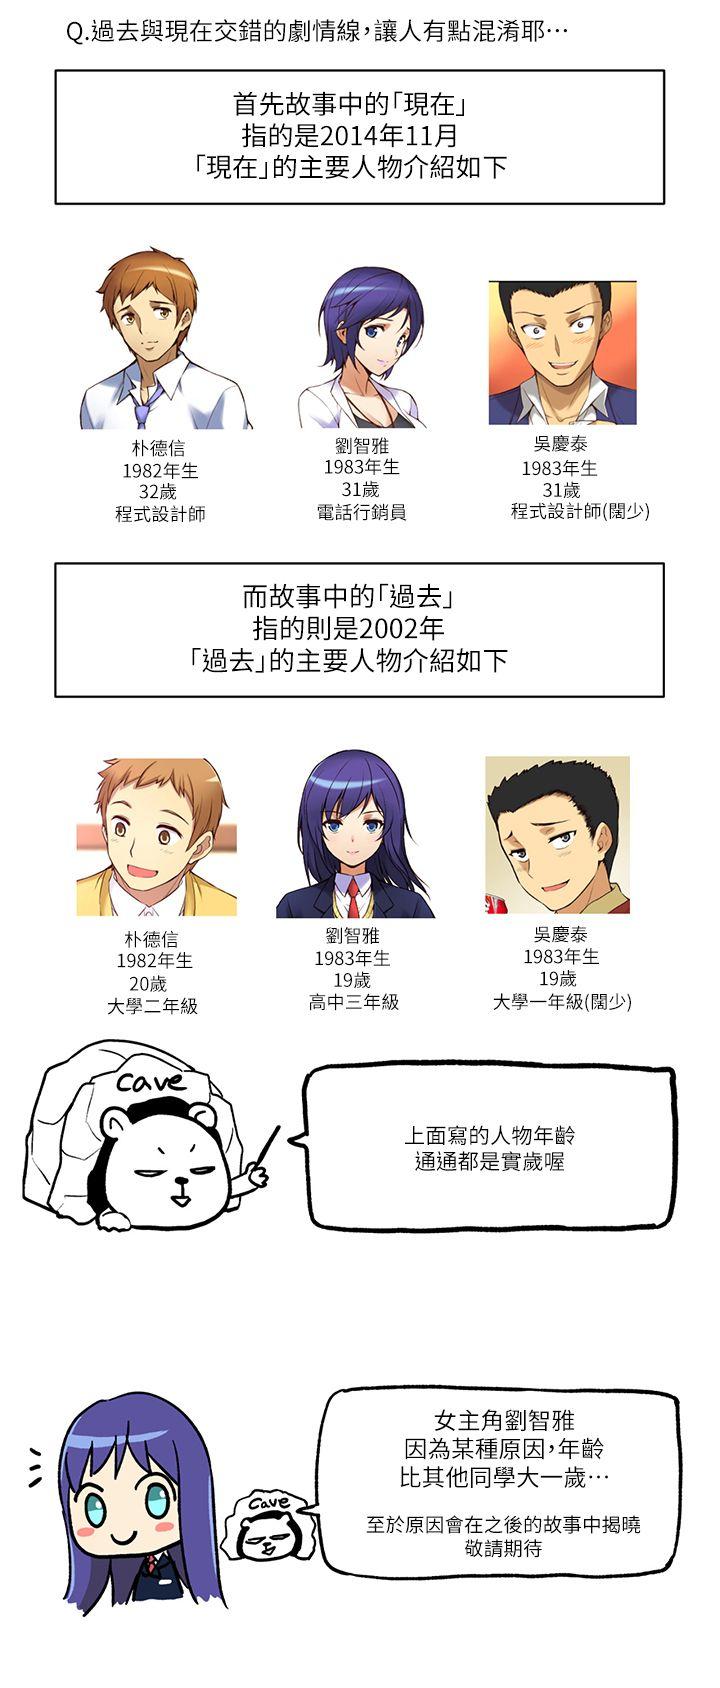 Q.過去與現在交錯的劇情線，讓人有點混淆耶…
首先故事中的「現在」
指的是2014年11月
「現在」的主要人物介紹如下
朴德信
1982年生
32歲
程式設計師
劉智雅
1983年生
31歲
電話行銷員
吳慶泰
1983年生
31歲
程式設計師(闊少)
而故事中的「過去」
指的則是2002年
「過去」的主要人物介紹如下
朴德信
1982年生
20歲
大學二年級
劉智雅
1983年生
19歲
高中三年級
吳慶泰
1983年生
19歲
大學一年級(闊少)
cave
上面寫的人物年齡
通通都是實歲喔
女主角劉智雅
因為某種原因，年齡
比其他同學大一歲…
cave
至於原因會在之後的故事中揭曉
敬請期待